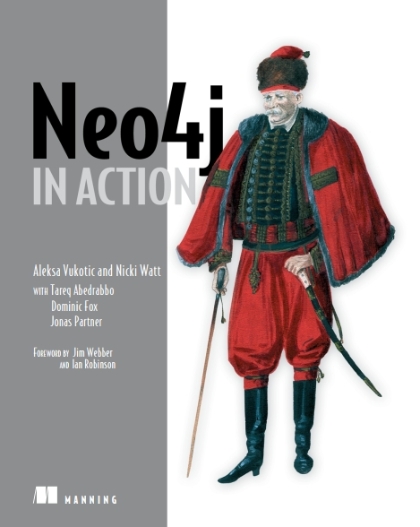 Neo4j
IN ACTION
Aleksa Vukotic and Nicki Watt
WITH Tareq Abedrabbo
Dominic Fox
Jonas Partner
FOREWORD BY Jim Webber
AND Ian Robinson
MANNING